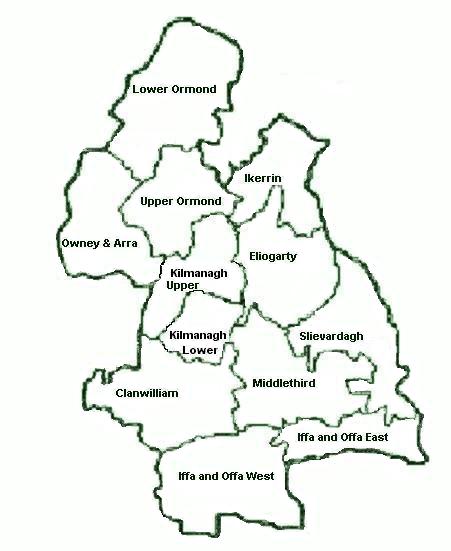 Lower Ormond
Ikerrin
Upper Ormond
Owney & Arra
Eliogarty
Kilmanagh
Upper
Kilmanagh
Lower
Slievardagh
Clanwilliam
Middlethird
Iffa and Offa East
Iffa and Offa West